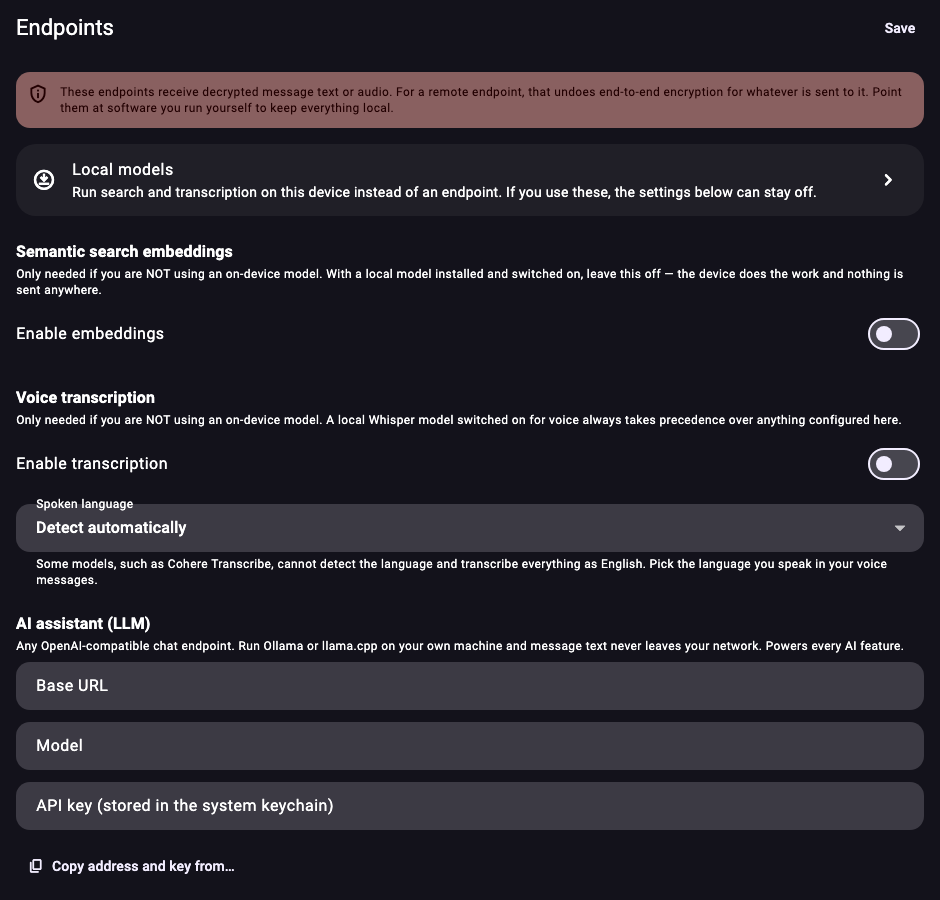 Endpoints
Save
These endpoints receive decrypted message text or audio. For a remote endpoint, that undoes end-to-end encryption for whatever is sent to it. Point
them at software you run yourself to keep everything local.
Local models
Run search and transcription on this device instead of an endpoint. If you use these, the settings below can stay off.
Semantic search embeddings
Only needed if you are NOT using an on-device model. With a local model installed and switched on, leave this off — the device does the work and nothing is
sent anywhere.
Enable embeddings
Voice transcription
Only needed if you are NOT using an on-device model. A local Whisper model switched on for voice always takes precedence over anything configured here.
Enable transcription
Spoken language
Detect automatically
Some models, such as Cohere Transcribe, cannot detect the language and transcribe everything as English. Pick the language you speak in your voice
messages.
AI assistant (LLM)
Any OpenAI-compatible chat endpoint. Run Ollama or llama.cpp on your own machine and message text never leaves your network. Powers every AI feature.
Base URL
Model
API key (stored in the system keychain)
Copy address and key from…